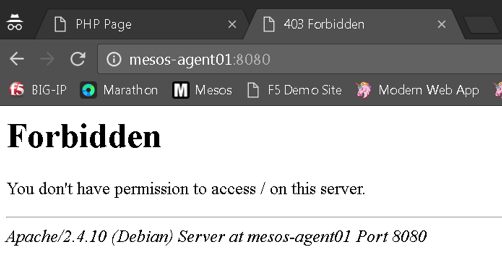 PHP Page
403 Forbidden
mesos-agent01:8080
f5 BIG-IP Marathon M Mesos F5 Demo Site Modern Web App
Forbidden
You don't have permission to access / on this server.
Apache/2.4.10 (Debian) Server at mesos-agent01 Port 8080